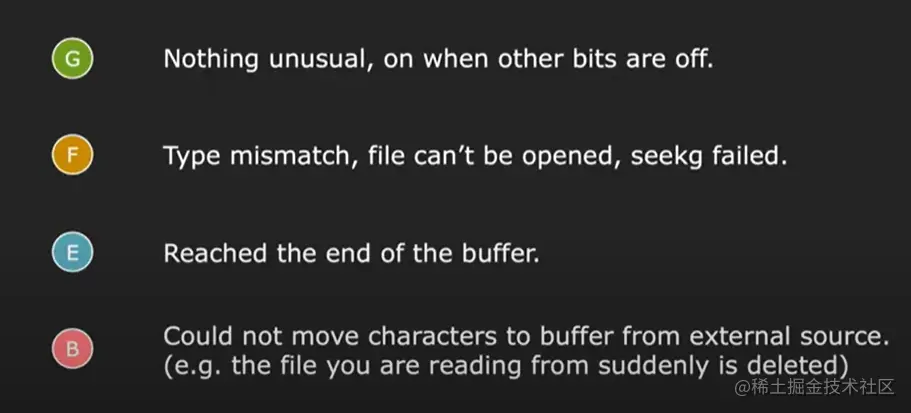 G Nothing unusual, on when other bits are off.
F Type mismatch, file can’t be opened, seekg failed.
E Reached the end of the buffer.
B Could not move characters to buffer from external source.
(e.g. the file you are reading from suddenly is deleted)
@稀土掘金技术社区